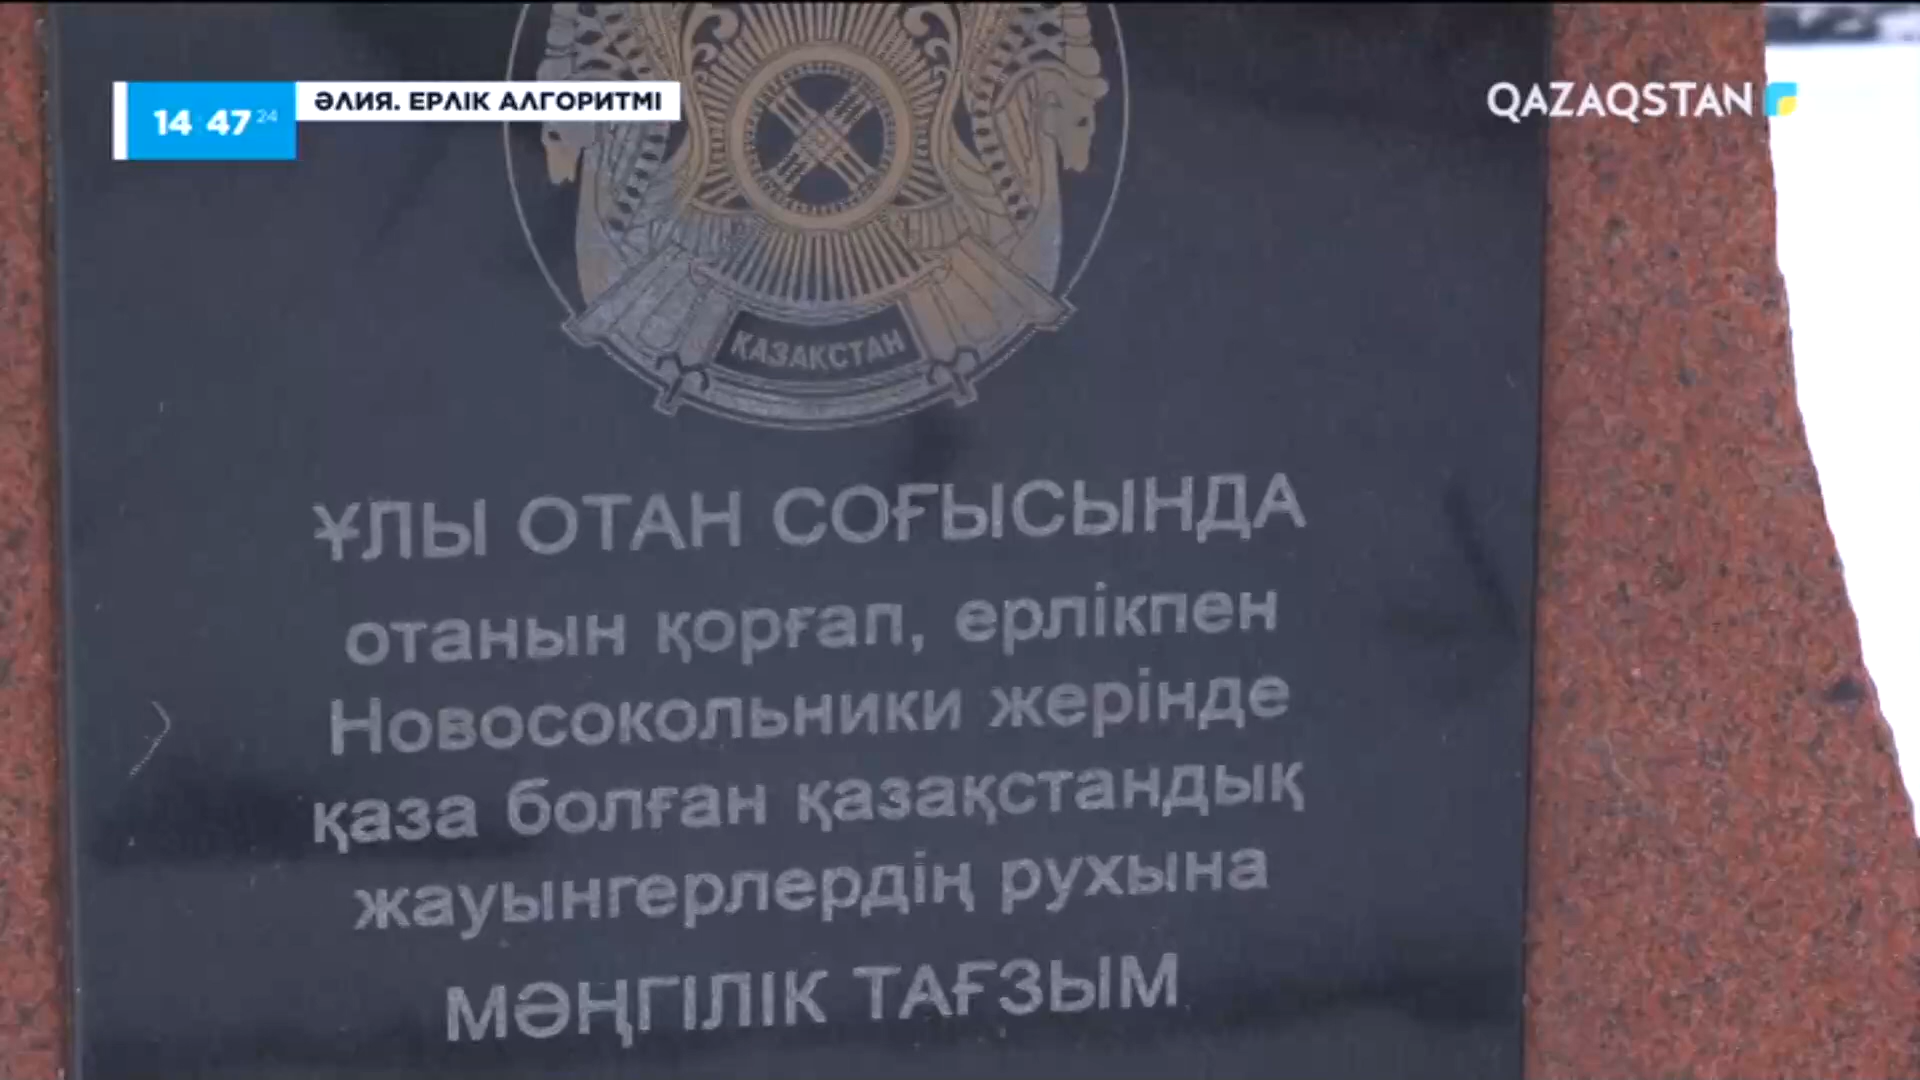 14 47 24
ӘЛИЯ. ЕРЛІК АЛГОРИТМІ
QAZAQSTAN
ҚАЗАҚСТАН
ҰЛЫ ОТАН СОҒЫСЫНДА
отанын қорғап, ерлікпен
Новосокольники жерінде
қаза болған қазақстандық
жауынгерлердің рухына
МӘҢГІЛІК ТАҒЗЫМ